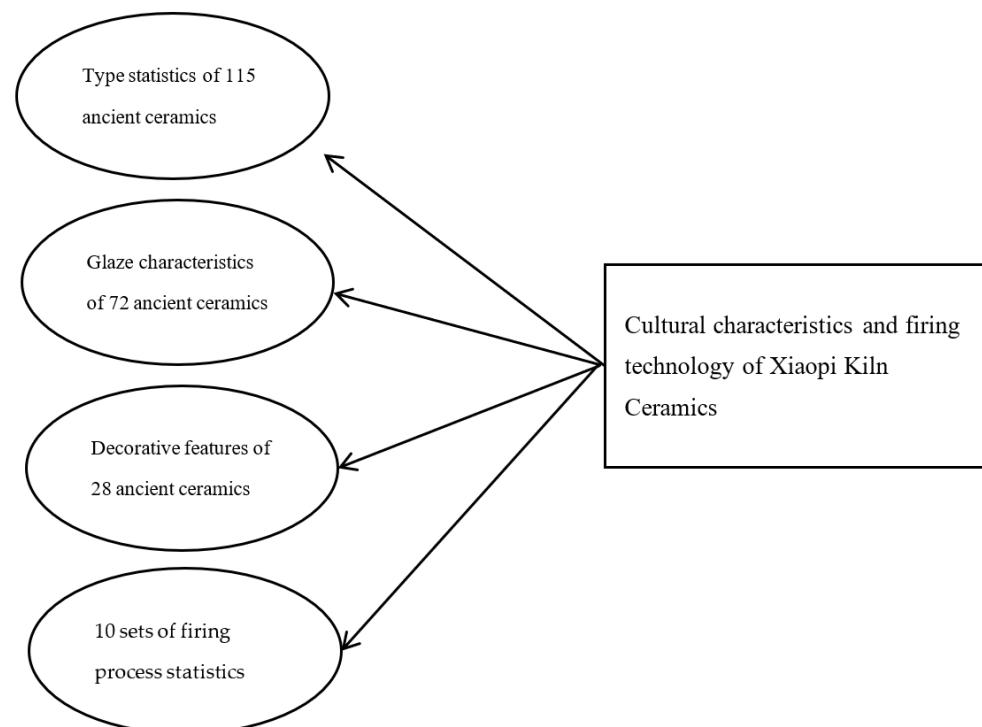 Type statistics of 115
ancient ceramics
Glaze characteristics
of 72 ancient ceramics
Decorative features of
28 ancient ceramics
10 sets of firing
process statistics
Cultural characteristics and firing
technology of Xiaopi Kiln
Ceramics